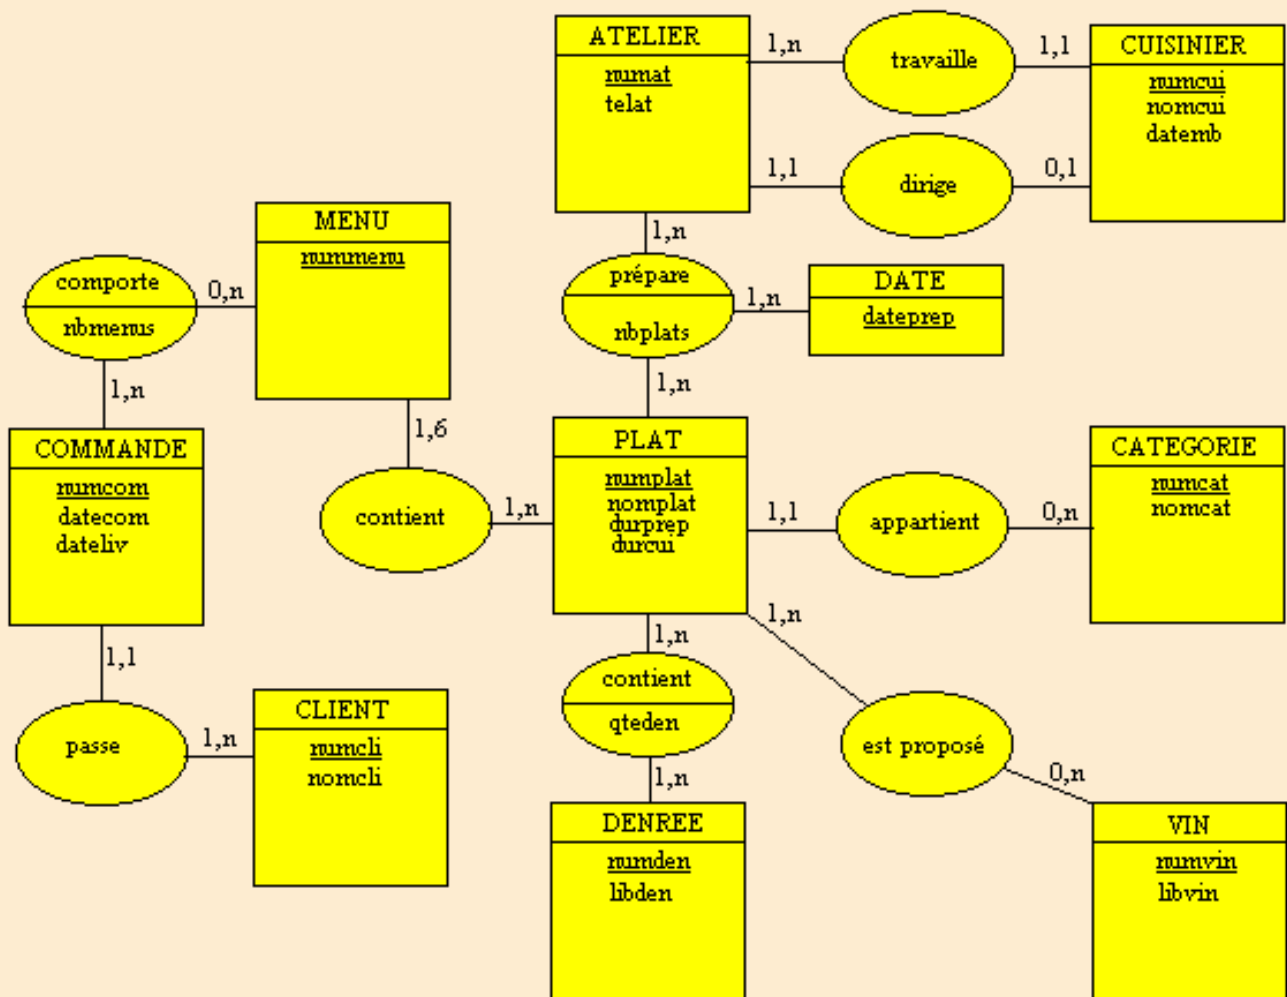 ATELIER
numat
telat
1,n
travaille
1,1
CUISINIER
numcui
nomcui
datemb
1,1
dirige
0,1
1,n
prépare
nbplats
1,n
DATE
dateprep
1,n
MENU
nummenu
comporte
nbmenus
0,n
1,n
1,6
COMMANDE
numcom
datecom
dateliv
contient
1,n
PLAT
numplat
nomplat
durprep
durcui
1,1
appartient
0,n
CATEGORIE
numcat
nomcat
1,1
passe
1,n
CLIENT
numcli
nomcli
1,n
contient
qteden
1,n
DENREE
numden
libden
1,n
est proposé
0,n
VIN
numvin
libvin